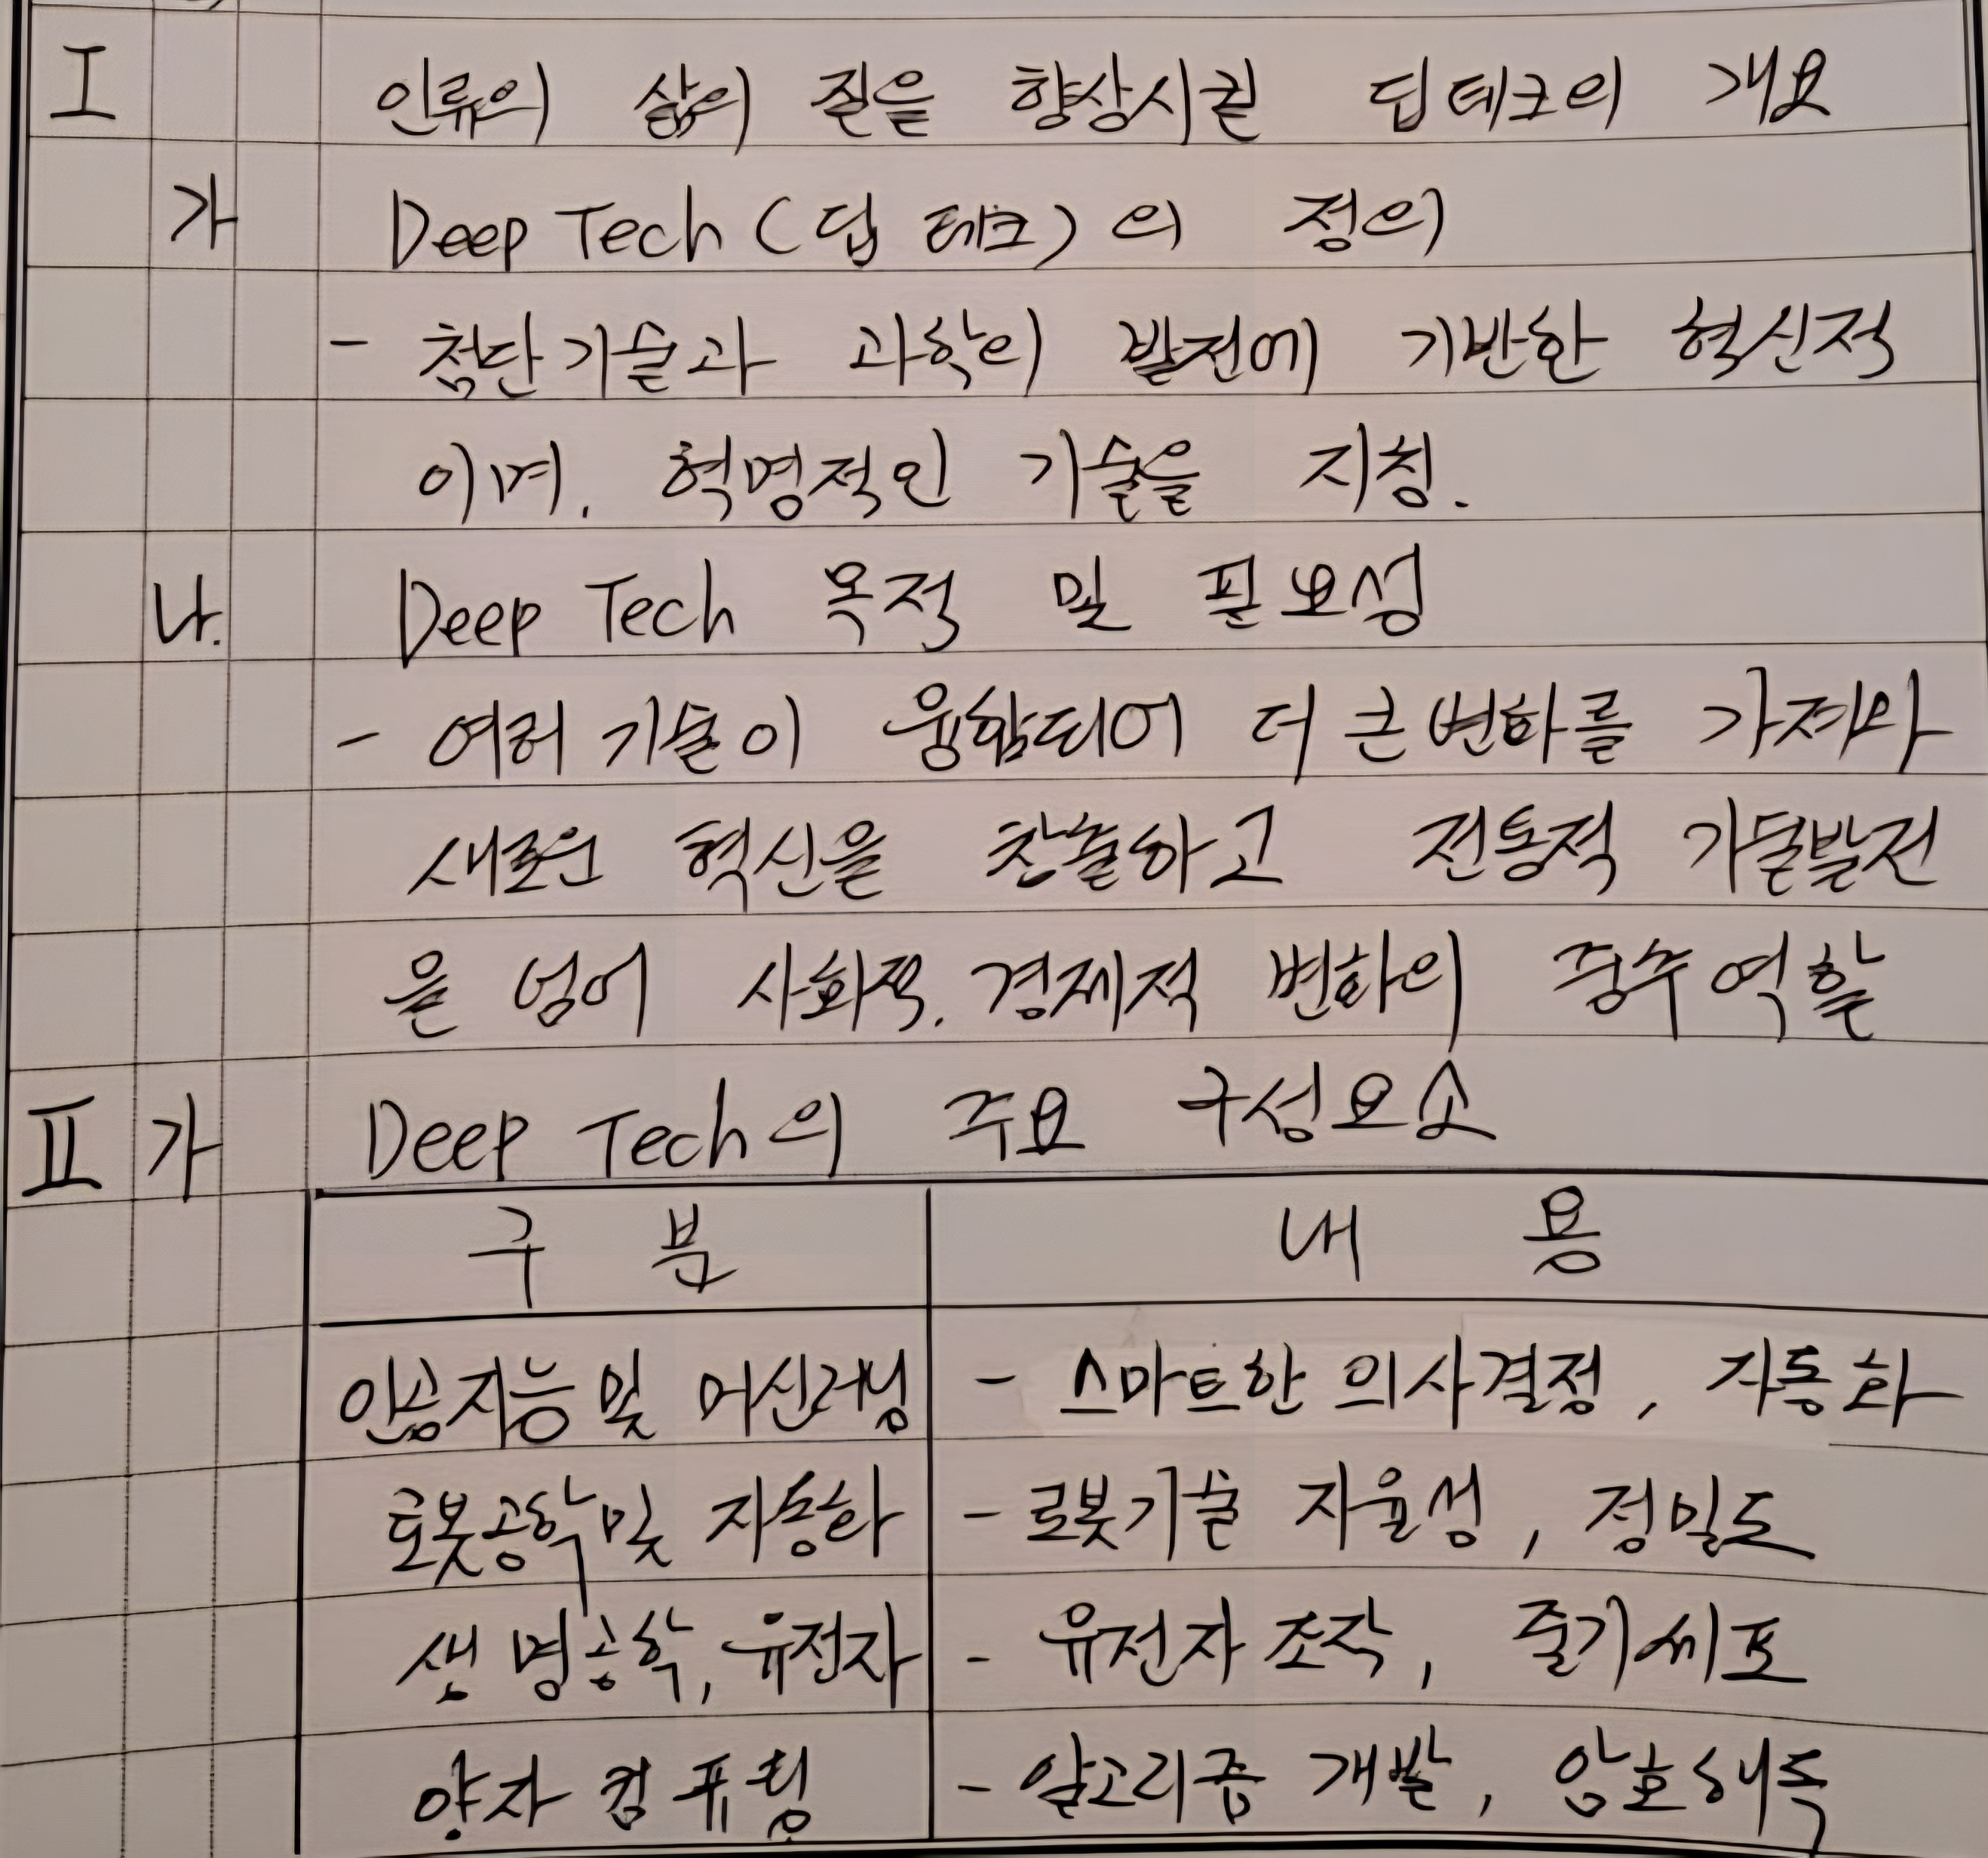 I 인류의 삶의 질을 향상시킬 딥테크의 개요
가 Deep Tech(딥 테크)의 정의
- 첨단기술과 과학의 발전에 기반한 혁신적
이며, 혁명적인 기술을 지칭.
나. Deep Tech 목적 및 필요성
- 여러 기술이 융합되어 더 큰 변화를 가져와
새로운 혁신을 창출하고 전통적 기술발전
을 넘어 사회적, 경제적 변화의 중추 역할
II 가 Deep Tech의 주요 구성요소
구 분 내 용
인공지능 및 머신러닝 - 스마트한 의사결정, 자동화
로봇공학 및 자동화 - 로봇기술 자율성, 정밀도
생명공학, 유전자 - 유전자 조작, 줄기세포
양자 컴퓨팅 - 알고리즘 개발, 암호해독